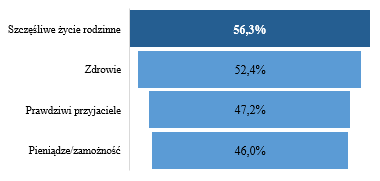 Szczęśliwe życie rodzinne 56,3%
Zdrowie 52,4%
Prawdziwi przyjaciele 47,2%
Pieniądze/zamożność 46,0%